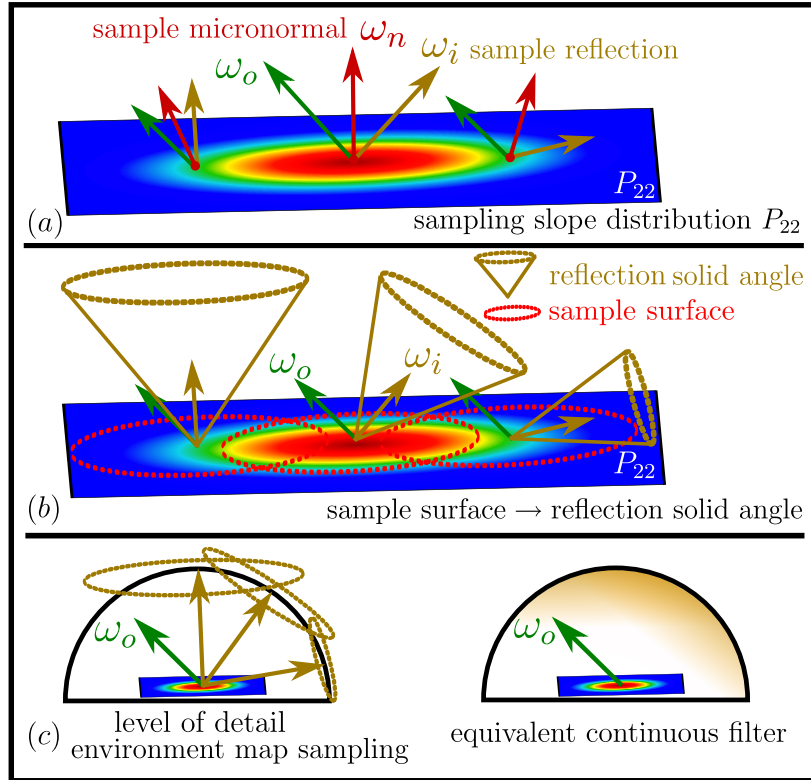 sample micronormal ωn
ωo
ωi sample reflection
P22
(a)
sampling slope distribution P22
reflection solid angle
sample surface
ωo
ωi
P22
(b)
sample surface → reflection solid angle
ωo
ωo
(c)
level of detail
environment map sampling
equivalent continuous filter